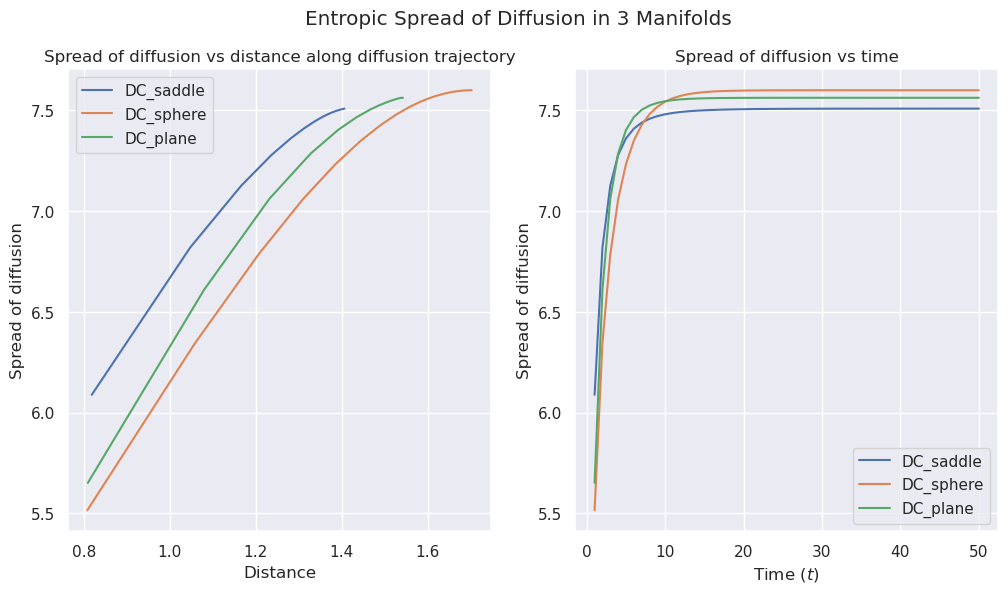 Entropic Spread of Diffusion in 3 Manifolds
Spread of diffusion vs distance along diffusion trajectory
DC_saddle
DC_sphere
DC_plane
7.5
7.0
6.5
6.0
5.5
Spread of diffusion
0.8 1.0 1.2 1.4 1.6
Distance
Spread of diffusion vs time
7.5
7.0
6.5
6.0
5.5
Spread of diffusion
DC_saddle
DC_sphere
DC_plane
0 10 20 30 40 50
Time (t)